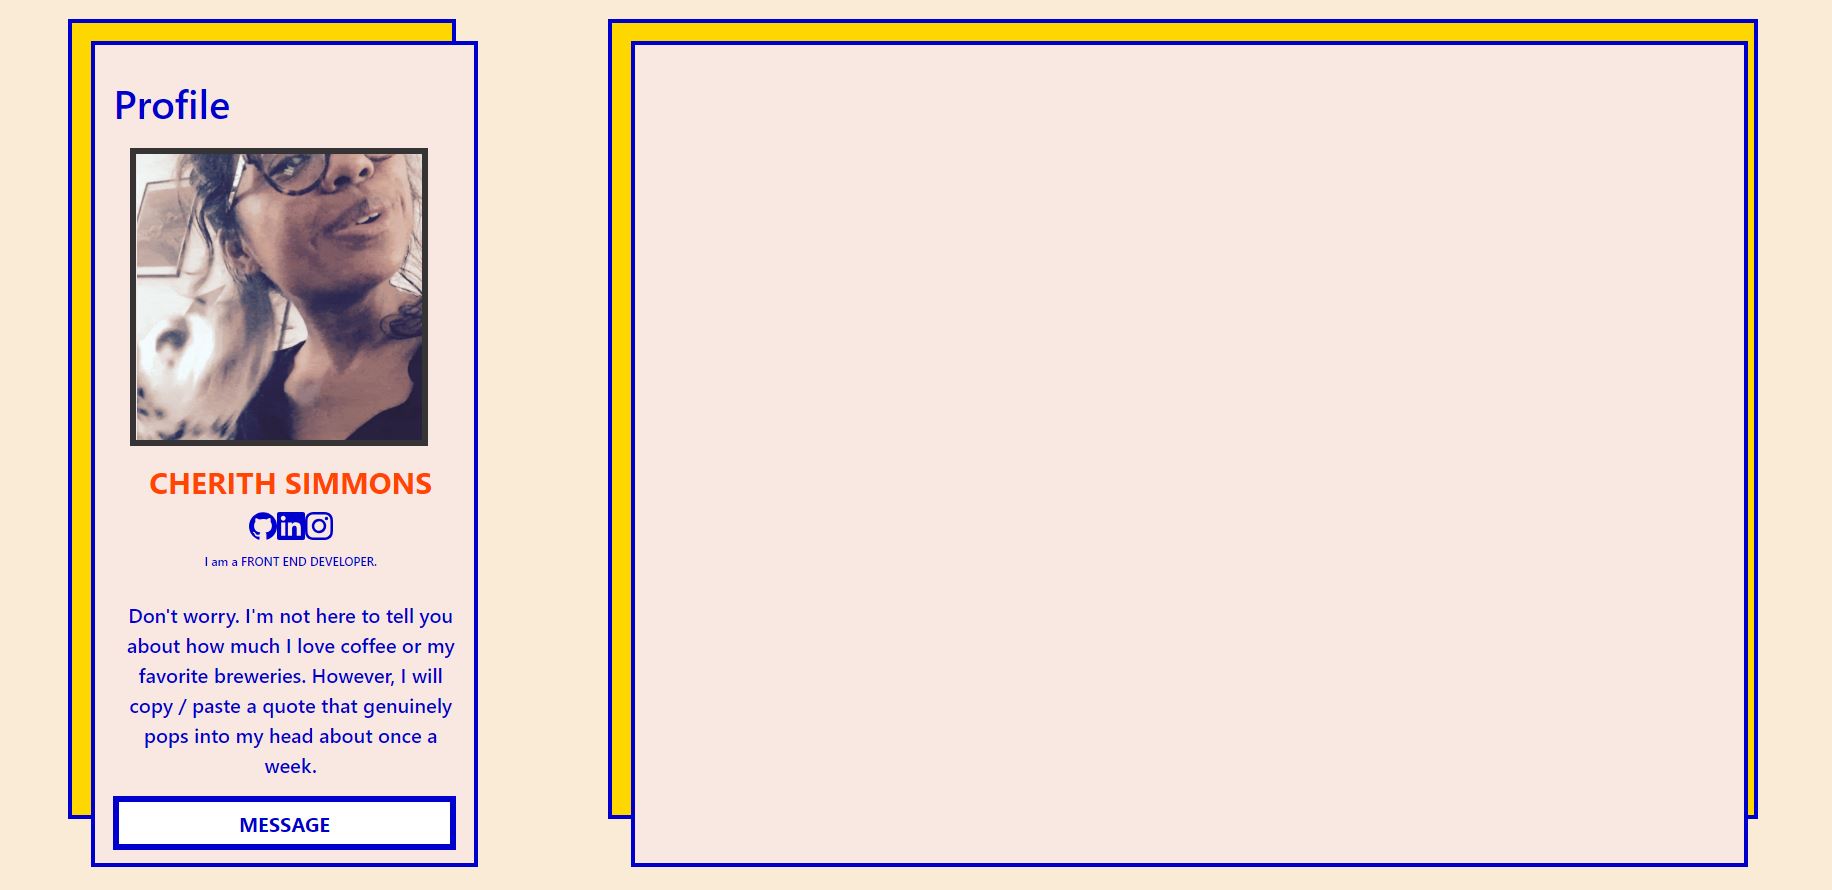 Profile
CHERITH SIMMONS
in
I am a FRONT END DEVELOPER.
Don't worry. I'm not here to tell you
about how much I love coffee or my
favorite breweries. However, I will
copy / paste a quote that genuinely
pops into my head about once a
week.
MESSAGE